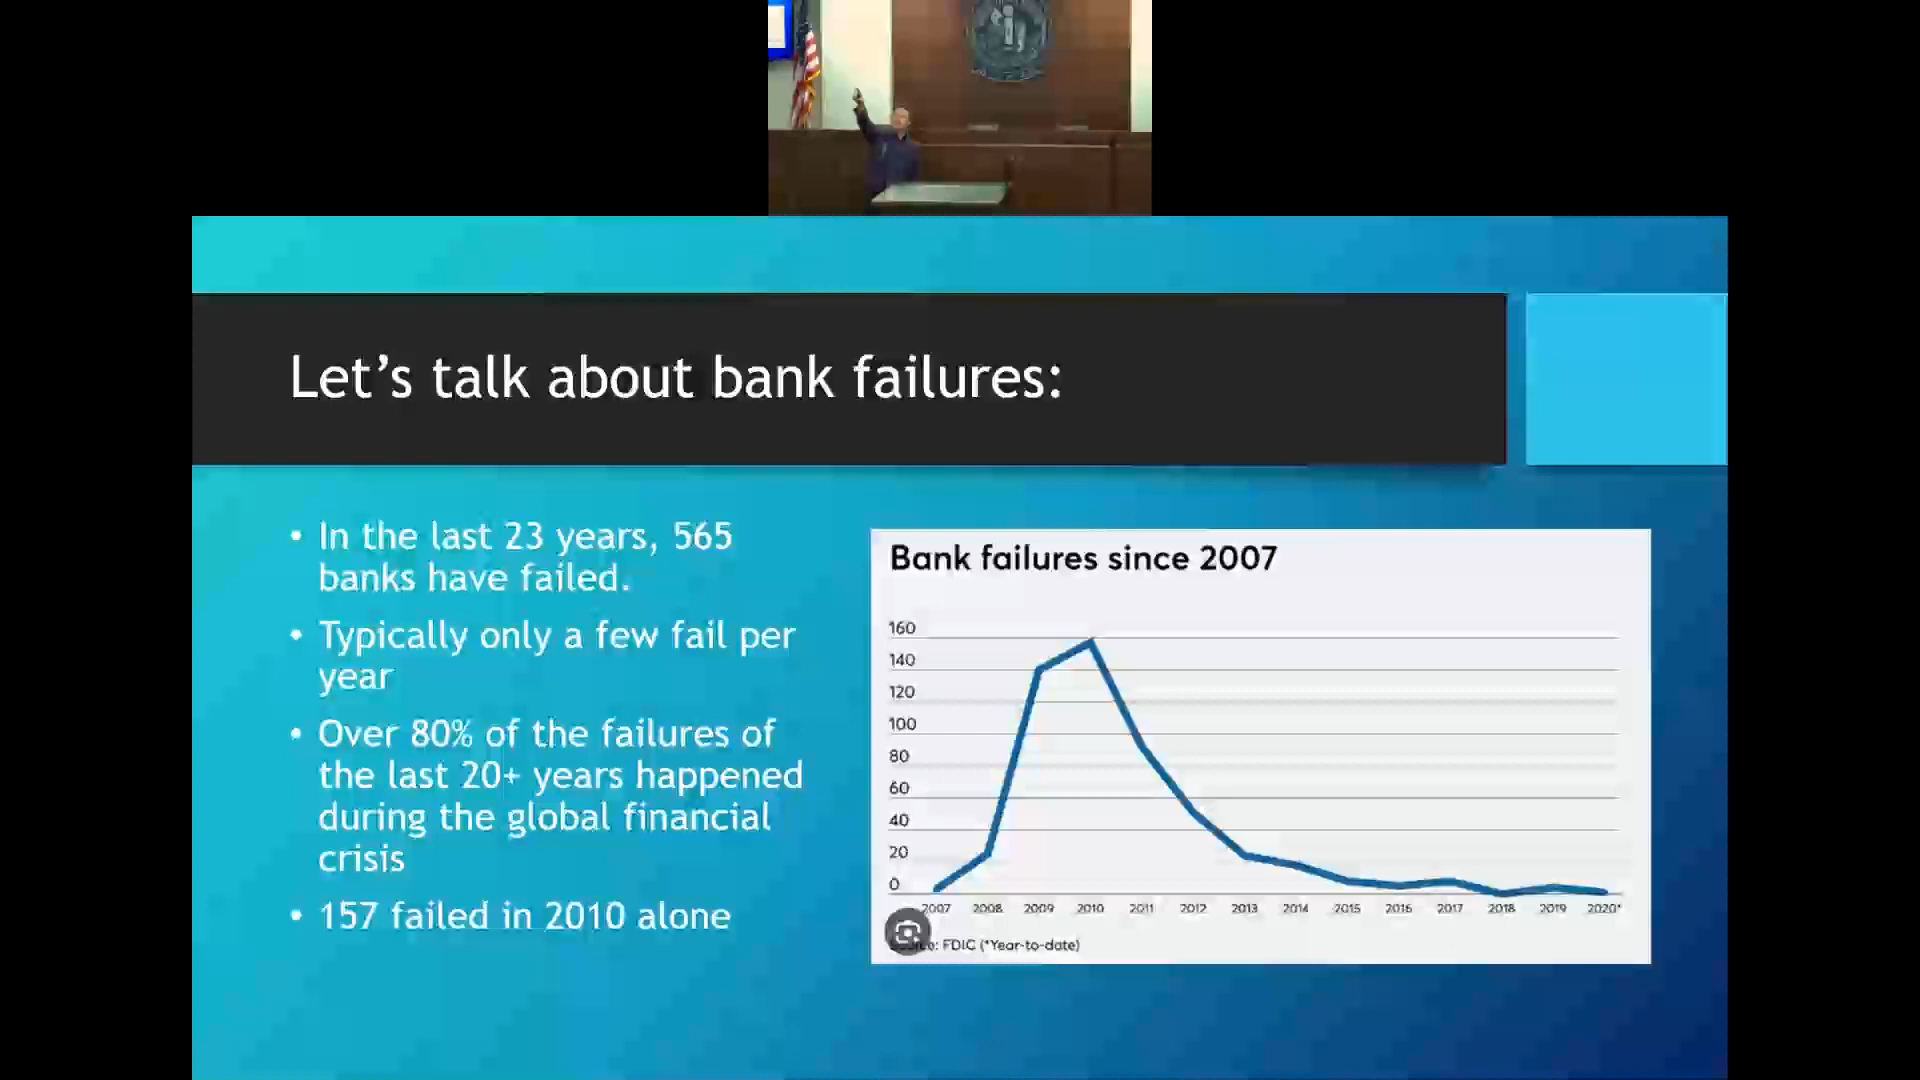 Let’s talk about bank failures:
• In the last 23 years, 565
banks have failed.
• Typically only a few fail per
year
• Over 80% of the failures of
the last 20+ years happened
during the global financial
crisis
• 157 failed in 2010 alone
Bank failures since 2007
160
140
120
100
80
60
40
20
0
2007 2008 2009 2010 2011 2012 2013 2014 2015 2016 2017 2018 2019 2020*
FDIC (*Year-to-date)